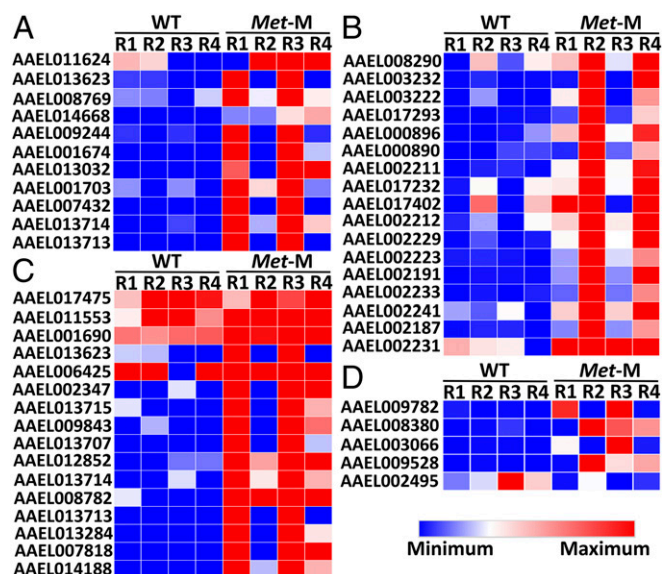 A
WT Met-M
R1 R2 R3 R4 R1 R2 R3 R4
AAEL011624
AAEL013623
AAEL008769
AAEL014668
AAEL009244
AAEL001674
AAEL013032
AAEL001703
AAEL007432
AAEL013714
AAEL013713
B
WT Met-M
R1 R2 R3 R4 R1 R2 R3 R4
AAEL008290
AAEL003232
AAEL003222
AAEL017293
AAEL000896
AAEL000890
AAEL002211
AAEL017232
AAEL017402
AAEL002212
AAEL002229
AAEL002223
AAEL002191
AAEL002233
AAEL002241
AAEL002187
AAEL002231
C
WT Met-M
R1 R2 R3 R4 R1 R2 R3 R4
AAEL017475
AAEL011553
AAEL001690
AAEL013623
AAEL006425
AAEL002347
AAEL013715
AAEL009843
AAEL013707
AAEL012852
AAEL013714
AAEL008782
AAEL013713
AAEL013284
AAEL007818
AAEL014188
D
WT Met-M
R1 R2 R3 R4 R1 R2 R3 R4
AAEL009782
AAEL008380
AAEL003066
AAEL009528
AAEL002495
Minimum Maximum